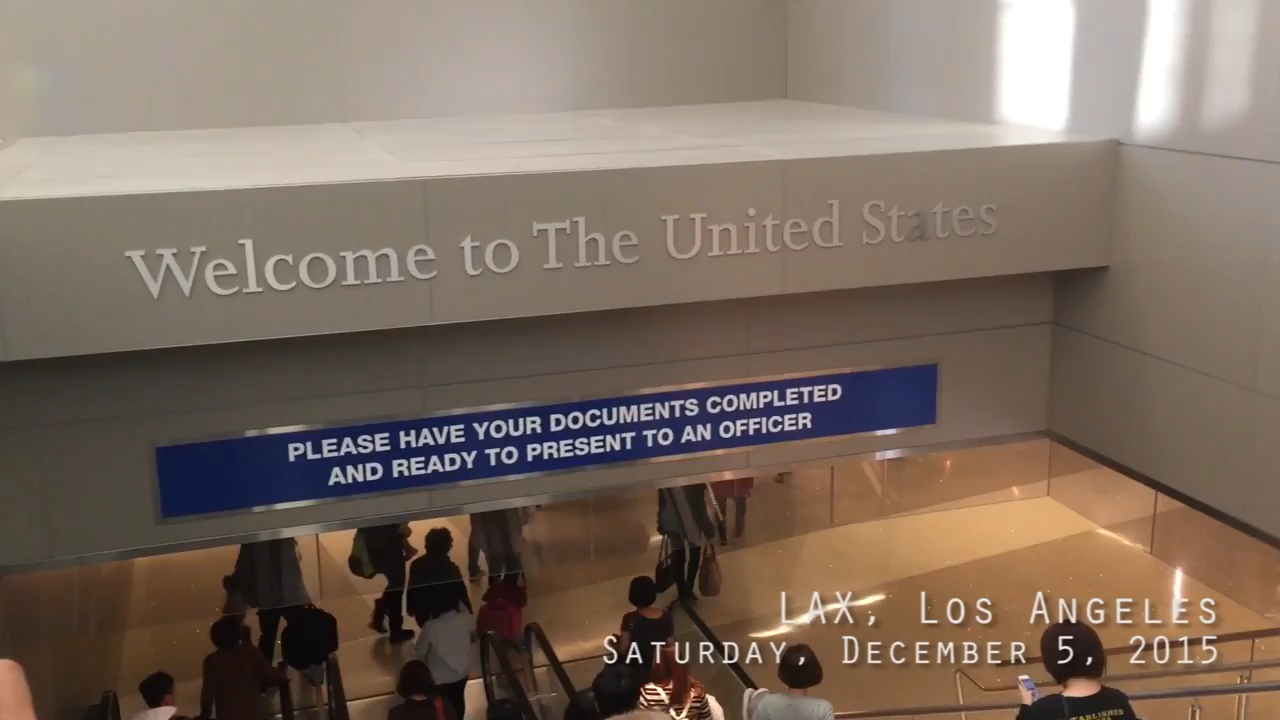 Welcome to The United States
PLEASE HAVE YOUR DOCUMENTS COMPLETED
AND READY TO PRESENT TO AN OFFICER
LAX, Los Angeles
Saturday, December 5, 2015